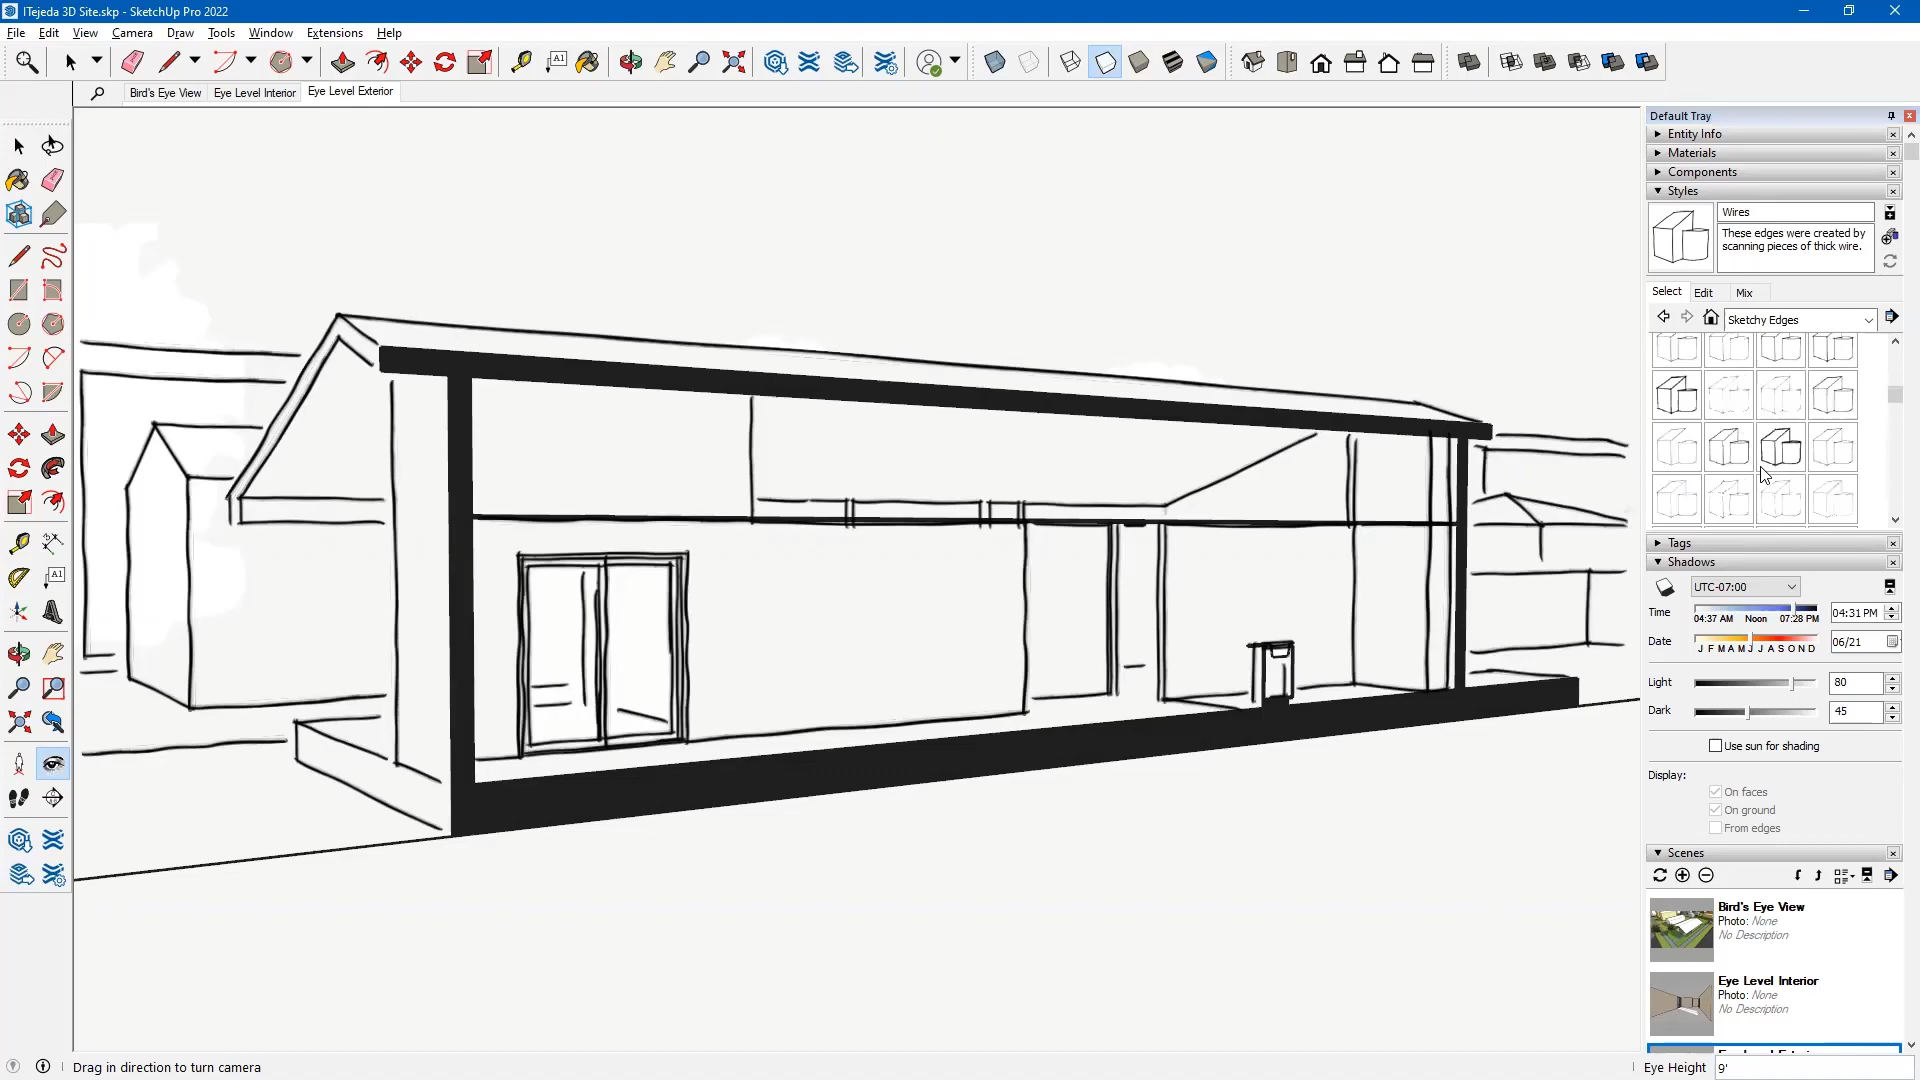 ITejeda 3D Site.skp - SketchUp Pro 2022
File Edit View Camera Draw Tools Window Extensions Help
A1
Bird's Eye View Eye Level Interior Eye Level Exterior
Default Tray
Entity Info
Materials
Components
Styles
Wires
These edges were created by
scanning pieces of thick wire.
Select Edit Mix
Sketchy Edges
A1
Tags
Shadows
UTC-07:00
Time 04:37 AM Noon 07:28 PM 04:31 PM
Date J F M A M J J A S O N D 06/21
Light 80
Dark 45
Use sun for shading
Display:
On faces
On ground
From edges
Scenes
Bird's Eye View
Photo: None
No Description
Eye Level Interior
Photo: None
No Description
Drag in direction to turn camera
Eye Height 9'